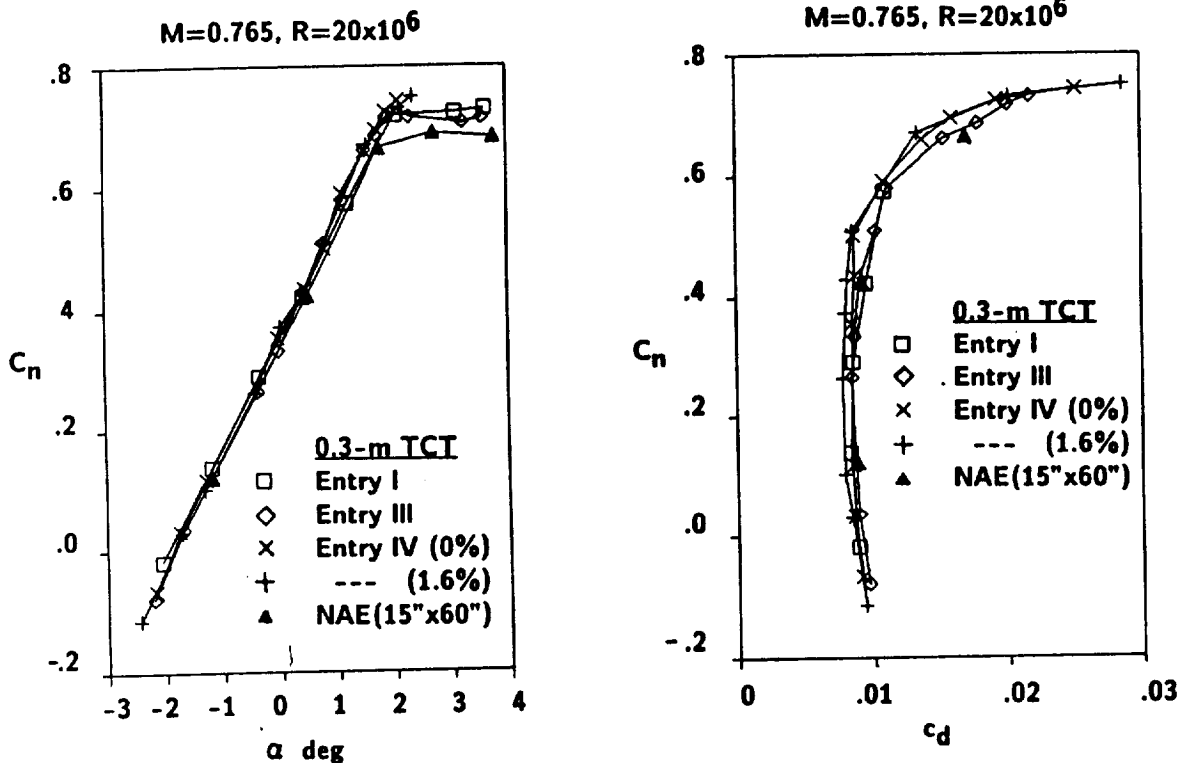 M=0.765, R=20x10⁶
.8
.6
4
.2
.0
-.2
Cₙ
0.3-m TCT
Entry I
Entry III
Entry IV (0%)
--- (1.6%)
NAE(15"x60")
-3 -2 -1 0 1 2 3 4
α deg
M=0.765, R=20x10⁶
.8
.6
.4
.2
.0
-.2
Cₙ
0.3-m TCT
Entry I
Entry III
Entry IV (0%)
--- (1.6%)
NAE(15"x60")
0 .01 .02 .03
c_d